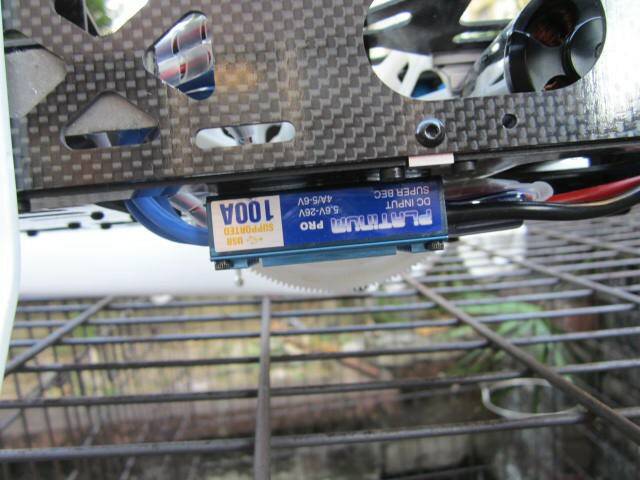 PLATINUM PRO
DC INPUT
5.6V-26V
SUPER BEC
4A/5-6V
USB
SUPPORTED
100A